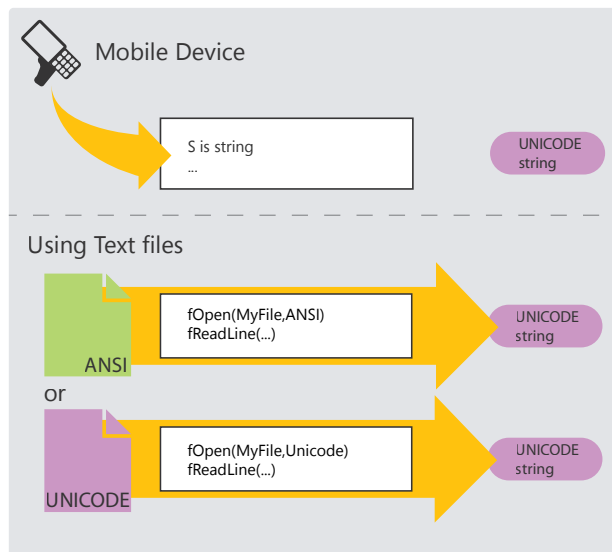 Mobile Device
S is string
...
UNICODE
string
Using Text files
fOpen(MyFile,ANSI)
fReadLine(...)
UNICODE
string
ANSI
or
fOpen(MyFile,Unicode)
fReadLine(...)
UNICODE
string
UNICODE